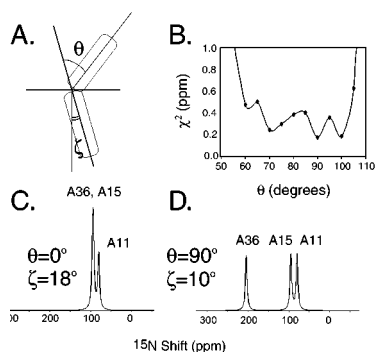 A.
θ
ζ
B.
χ² (ppm)
1.0
0.8
0.6
0.4
0.2
0.0
50 60 70 80 90 100 110
θ (degrees)
C.
A36, A15
A11
θ=0°
ζ=18°
00 200 100 0
D.
A36 A15 A11
θ=90°
ζ=10°
300 200 100 0
15N Shift (ppm)